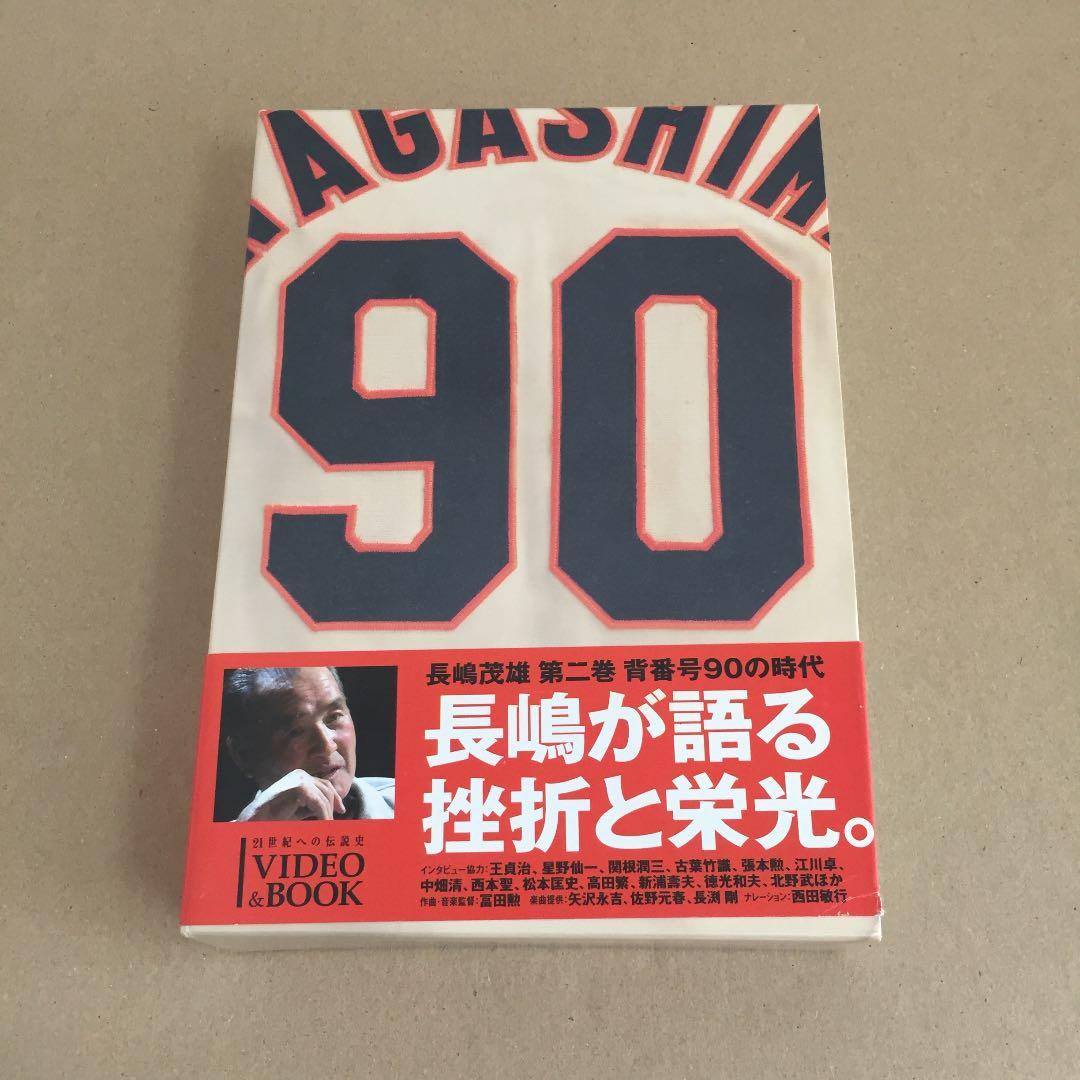 NAGASHIMA
90
長嶋茂雄 第二巻 背番号90の時代
長嶋が語る
挫折と栄光。
21世紀への伝説史
VIDEO
&BOOK
インタビュー協力:王貞治、星野仙一、関根潤三、古葉竹識、張本勲、江川卓、
中畑清、西本聖、松本匡史、高田繁、新浦壽夫、徳光和夫、北野武ほか
作曲・音楽監督:冨田勲 楽曲提供:矢沢永吉、佐野元春、長渕 剛 ナレーション:西田敏行